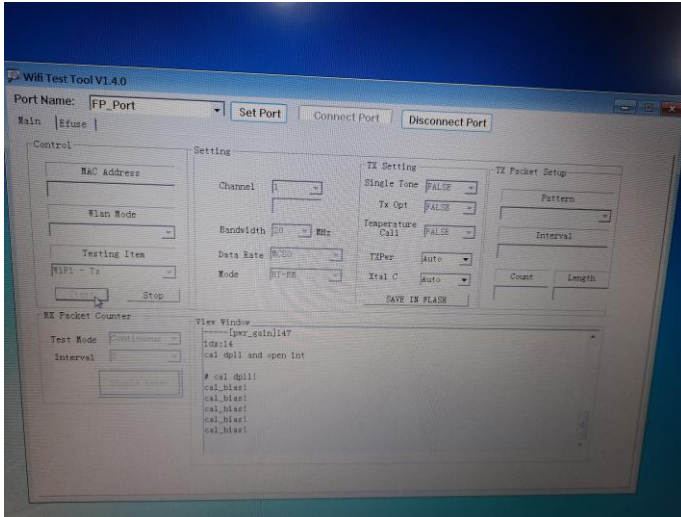 Wifi Test Tool V1.4.0
Port Name: FP_Port Set Port Connect Port Disconnect Port
Main Efuse
Control
MAC Address
Wlan Mode
Testing Item
WiFi - Tx
Stop
Setting
Channel 1
Bandwidth 20 MHz
Data Rate MCS0
Mode HT-MM
TX Setting
Single Tone FALSE
Tx Opt FALSE
Temperature Cali FALSE
TXPwr Auto
Xtal C Auto
SAVE IN FLASH
TX Packet Setup
Pattern
Interval
Count Length
RX Packet Counter
Test Mode Continuous
Interval
View Window
-----[pwr_gain]147
idx:14
cal dpll and open int
# cal dpll!
cal_bias!
cal_bias!
cal_bias!
cal_bias!
cal_bias!